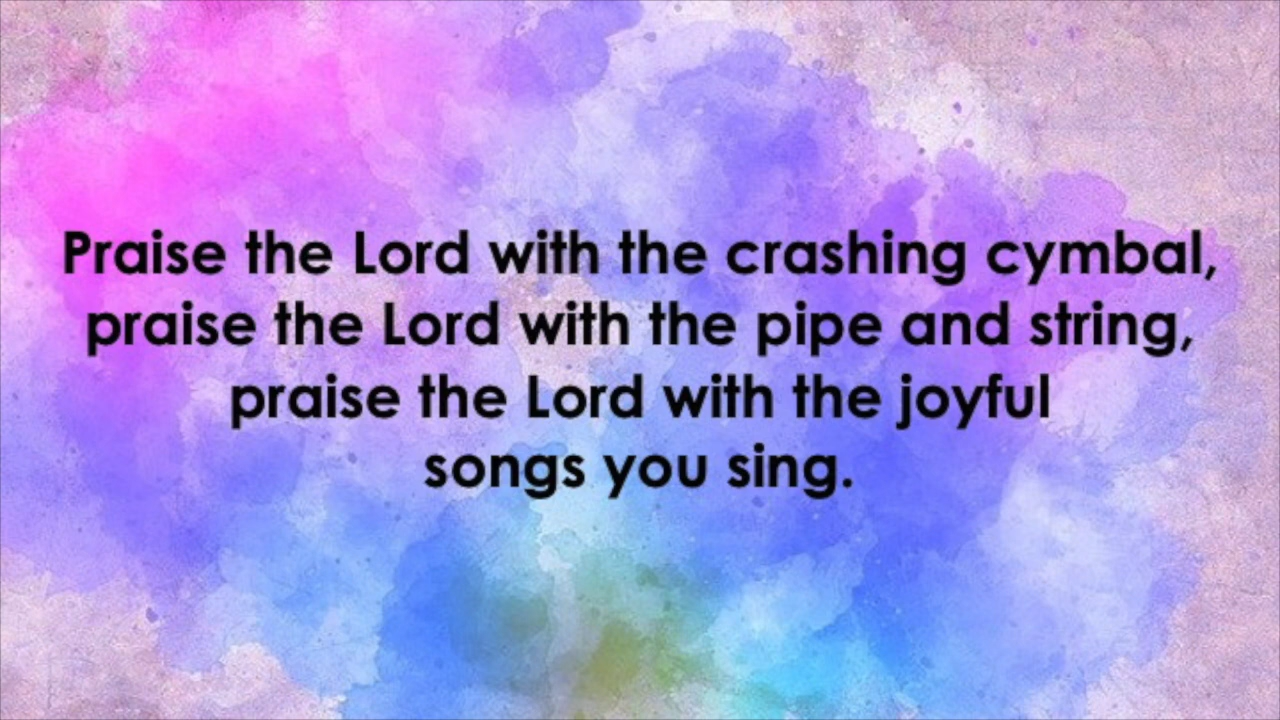 Praise the Lord with the crashing cymbal,
praise the Lord with the pipe and string,
praise the Lord with the joyful
songs you sing.